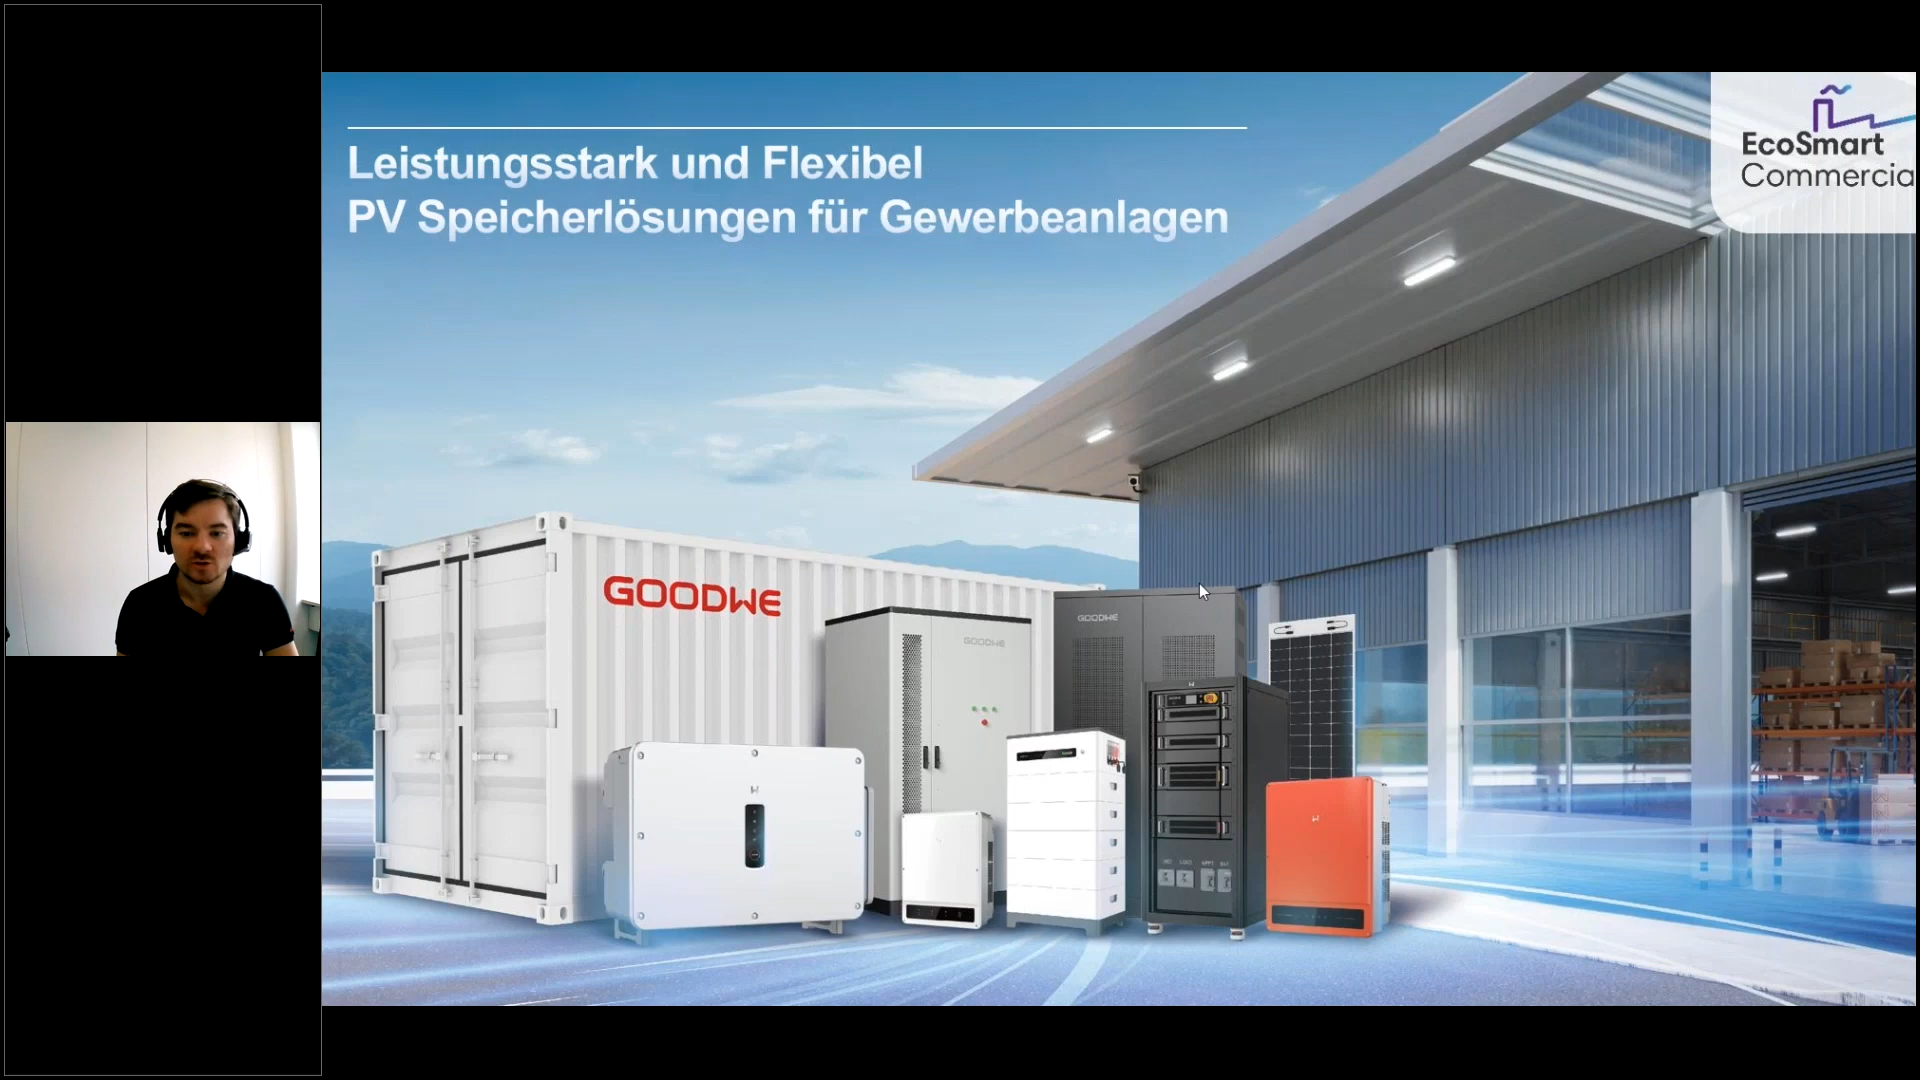 Leistungsstark und Flexibel
PV Speicherlösungen für Gewerbeanlagen
EcoSmart
Commercia
GOODWE
GOODWE
GOODWE